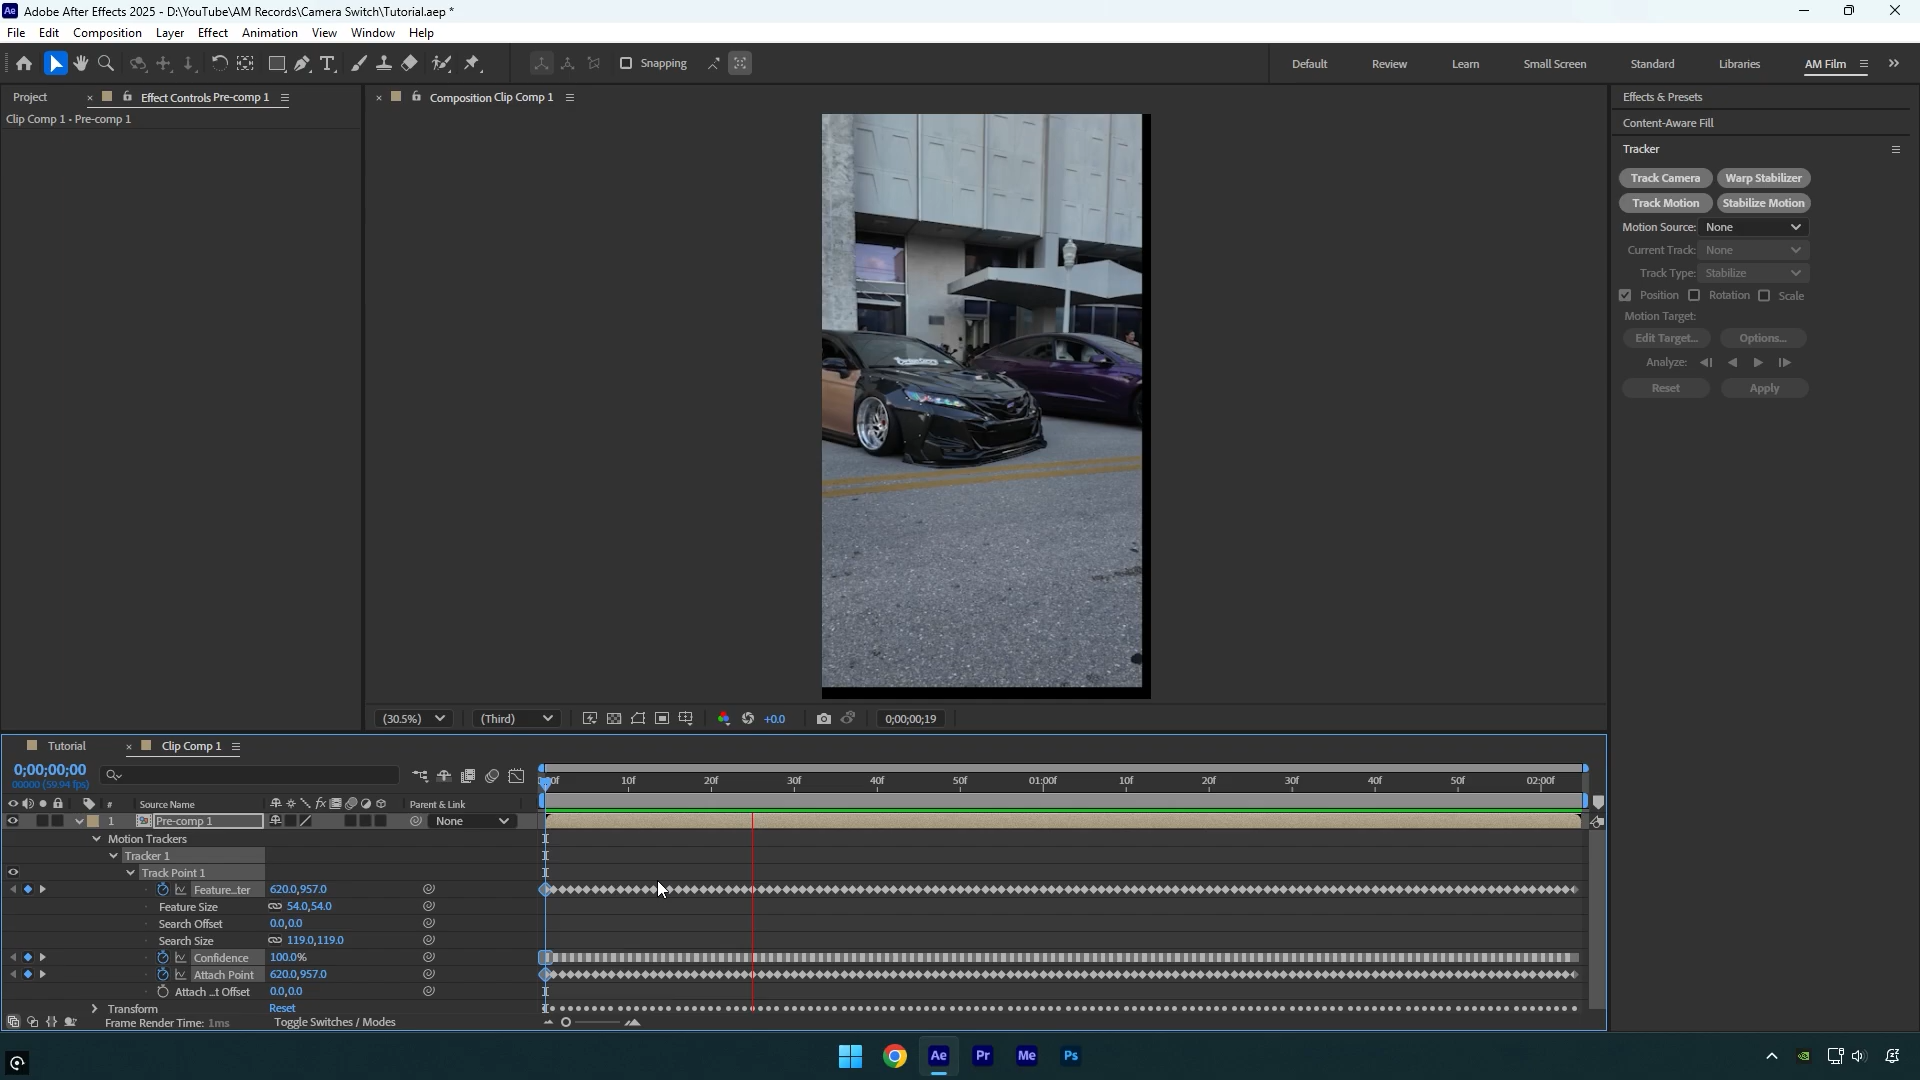 Adobe After Effects 2025 - D:\YouTube\AM Records\Camera Switch\Tutorial.aep *
File Edit Composition Layer Effect Animation View Window Help
Snapping
Default Review Learn Small Screen Standard Libraries AM Film
Project Effect Controls Pre-comp 1
Clip Comp 1 • Pre-comp 1
Composition Clip Comp 1
Effects & Presets
Content-Aware Fill
Tracker
Track Camera Warp Stabilizer
Track Motion Stabilize Motion
Motion Source: None
Current Track: None
Track Type: Stabilize
Position Rotation Scale
Motion Target:
Edit Target... Options...
Analyze:
Reset Apply
(30.5%) (Third) +0.0 0;00;00;19
Tutorial Clip Comp 1
0;00;00;00
00000 (59.94 fps)
00f 10f 20f 30f 40f 50f 01:00f 10f 20f 30f 40f 50f 02:00f
# Source Name fx Parent & Link
1 Pre-comp 1 None
Motion Trackers
Tracker 1
Track Point 1
Feature...ter 620.0,957.0
Feature Size 54.0,54.0
Search Offset 0.0,0.0
Search Size 119.0,119.0
Confidence 100.0%
Attach Point 620.0,957.0
Attach ...t Offset 0.0,0.0
Transform Reset
Frame Render Time: 1ms Toggle Switches / Modes
Ae Pr Me Ps